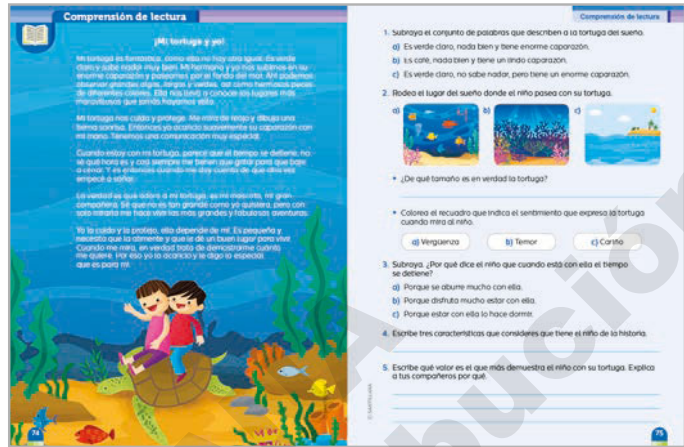 Comprensión de lectura
¡Mi tortuga y yo!
Mi tortuga es fantástica, como ella no hay otra igual. Es verde
claro y sabe nadar muy bien. Mi hermana y yo nos subimos en su
enorme caparazón y paseamos por el fondo del mar. Ahí podemos
observar grandes algas, largas y verdes, así como hermosos peces
de diferentes colores. Ella nos llevó a conocer los lugares más
maravillosos que jamás hayamos visto.
Mi tortuga nos cuida y protege. Me mira de reojo y dibuja una
tierna sonrisa. Entonces yo acaricio suavemente su caparazón con
mi mano. Tenemos una comunicación muy especial.
Cuando estoy con mi tortuga, parece que el tiempo se detiene, no
sé qué hora es y casi siempre me tienen que gritar para que baje
a cenar. Y es entonces cuando me doy cuenta de que otra vez
empecé a soñar.
La verdad es que adoro a mi tortuga, es mi mascota, mi gran
compañera. Sé que no es tan grande como yo quisiera, pero con
solo mirarla me hace vivir las más grandes y fabulosas aventuras.
Yo la cuido y la protejo, ella depende de mí. Es pequeña y
necesita que la alimente y que le dé un buen lugar para vivir.
Cuando me mira, en verdad trata de demostrarme cuánto
me quiere. Por eso yo la acaricio y le digo lo especial
que es para mí.
74
Comprensión de lectura
1. Subraya el conjunto de palabras que describen a la tortuga del sueño.
a) Es verde claro, nada bien y tiene enorme caparazón.
b) Es café, nada bien y tiene un lindo caparazón.
c) Es verde claro, no sabe nadar, pero tiene un enorme caparazón.
2. Rodea el lugar del sueño donde el niño pasea con su tortuga.
a) b) c)
• ¿De qué tamaño es en verdad la tortuga?
• Colorea el recuadro que indica el sentimiento que expresa la tortuga
cuando mira al niño.
a) Vergüenza b) Temor c) Cariño
3. Subraya. ¿Por qué dice el niño que cuando está con ella el tiempo
se detiene?
a) Porque se aburre mucho con ella.
b) Porque disfruta mucho estar con ella.
c) Porque estar con ella lo hace dormir.
4. Escribe tres características que consideres que tiene el niño de la historia.
5. Escribe qué valor es el que más demuestra el niño con su tortuga. Explica
a tus compañeros por qué.
© SANTILLANA
75